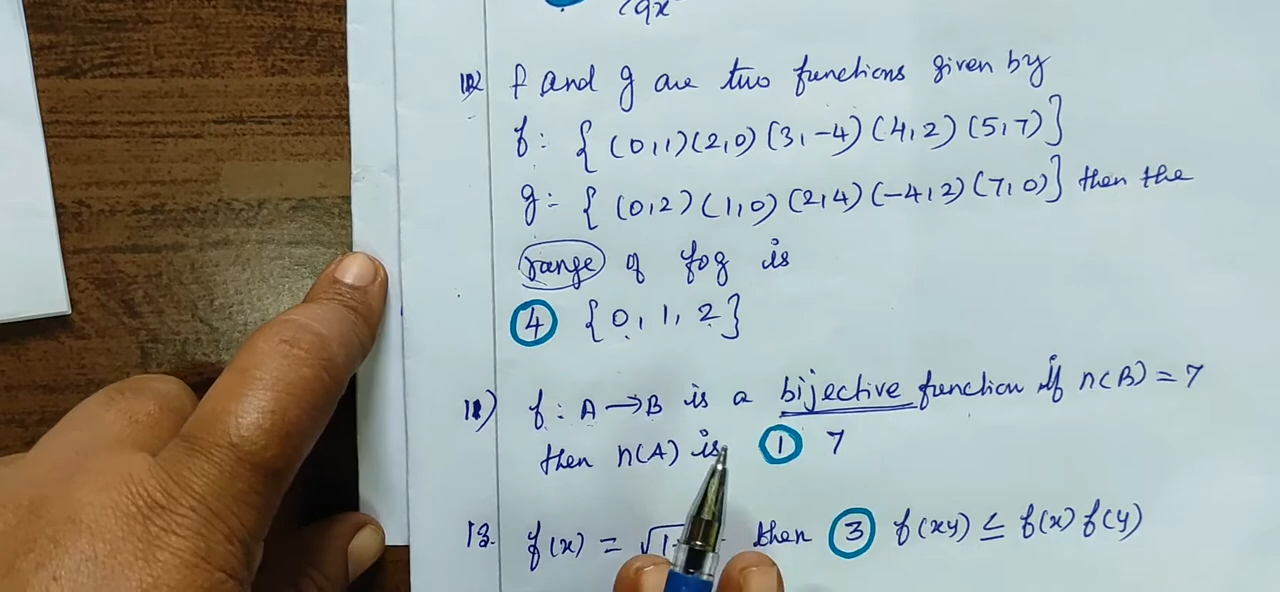 f and g are two functions given by
f: { (0,1)(2,0)(3,-4)(4,2)(5,7)}
g: { (0,2)(1,0)(2,4)(-4,2)(7,0)} then the
range of fog is
4 {0, 1, 2}
11) f: A→B is a bijective function if n(B) = 7
then n(A) is 1 7
13. f(x) = √1 then 3 f(xy) ≤ f(x) f(y)